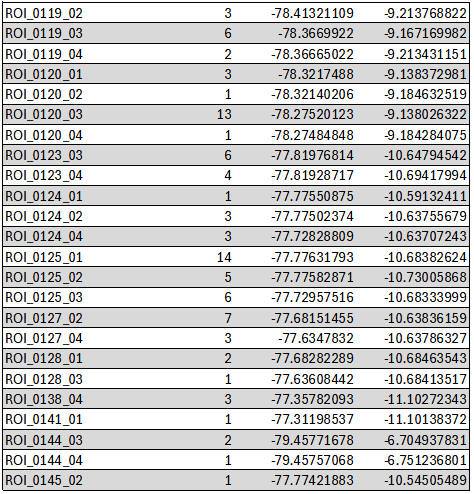 ROI_0119_02 3 -78.41321109 -9.213768822
ROI_0119_03 6 -78.3669922 -9.167169982
ROI_0119_04 2 -78.36665022 -9.213431151
ROI_0120_01 3 -78.3217488 -9.138372981
ROI_0120_02 1 -78.32140206 -9.184632519
ROI_0120_03 13 -78.27520123 -9.138026322
ROI_0120_04 1 -78.27484848 -9.184284075
ROI_0123_03 6 -77.81976814 -10.64794542
ROI_0123_04 4 -77.81928717 -10.69417994
ROI_0124_01 1 -77.77550875 -10.59132411
ROI_0124_02 3 -77.77502374 -10.63755679
ROI_0124_04 3 -77.72828809 -10.63707243
ROI_0125_01 14 -77.77631793 -10.68382624
ROI_0125_02 5 -77.77582871 -10.73005868
ROI_0125_03 6 -77.72957516 -10.68333999
ROI_0127_02 7 -77.68151455 -10.63836159
ROI_0127_04 3 -77.6347832 -10.63786327
ROI_0128_01 2 -77.68282289 -10.68463543
ROI_0128_03 1 -77.63608442 -10.68413517
ROI_0138_04 3 -77.35782093 -11.10272343
ROI_0141_01 1 -77.31198537 -11.10138372
ROI_0144_03 2 -79.45771678 -6.704937831
ROI_0144_04 1 -79.45757068 -6.751236801
ROI_0145_02 1 -77.77421883 -10.54505489